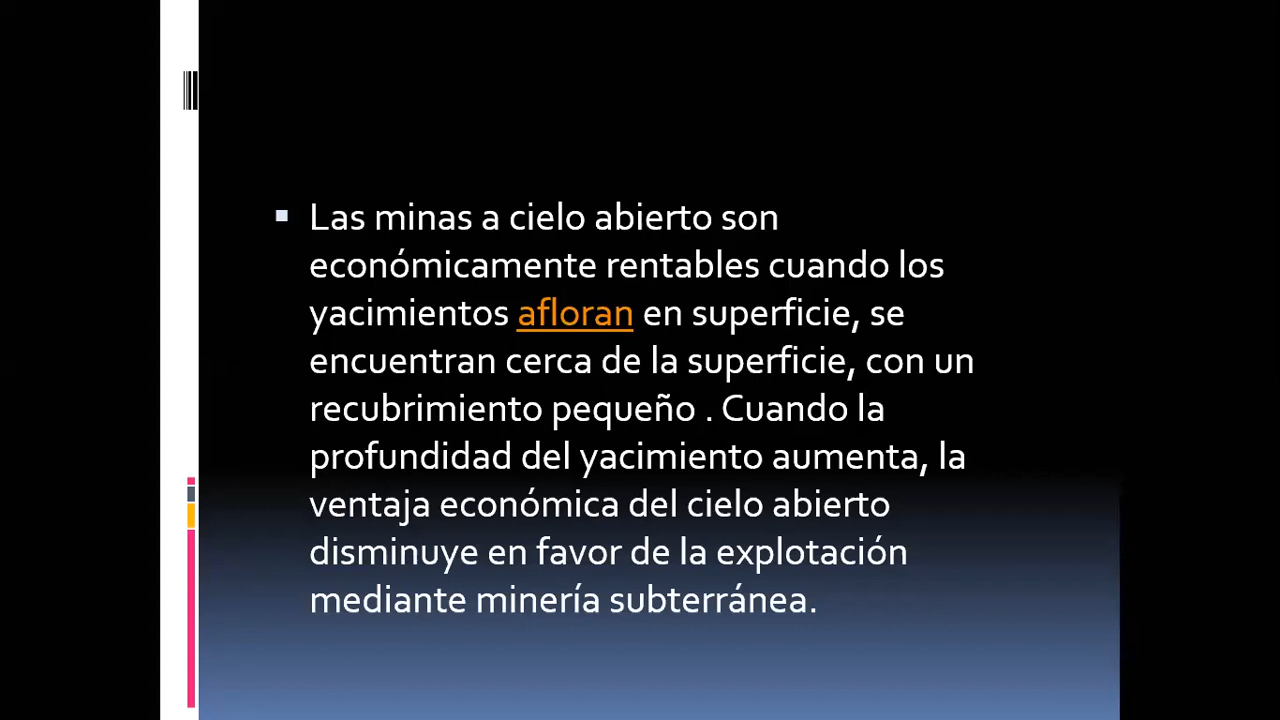 Las minas a cielo abierto son
económicamente rentables cuando los
yacimientos afloran en superficie, se
encuentran cerca de la superficie, con un
recubrimiento pequeño . Cuando la
profundidad del yacimiento aumenta, la
ventaja económica del cielo abierto
disminuye en favor de la explotación
mediante minería subterránea.